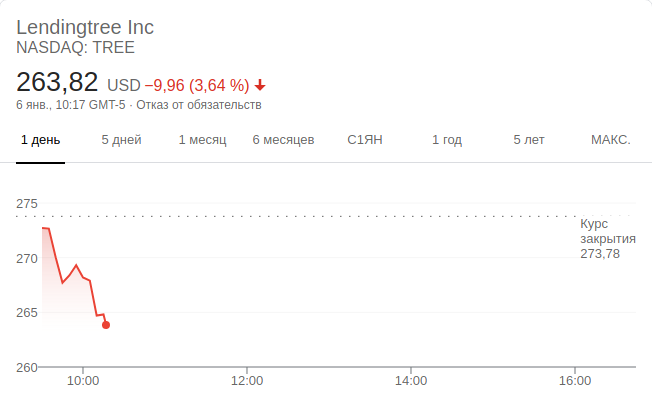 Lendingtree Inc
NASDAQ: TREE
263,82 USD −9,96 (3,64 %)
6 янв., 10:17 GMT-5 · Отказ от обязательств
1 день 5 дней 1 месяц 6 месяцев С1ЯН 1 год 5 лет МАКС.
275
Курс
закрытия
273,78
270
265
260
10:00 12:00 14:00 16:00